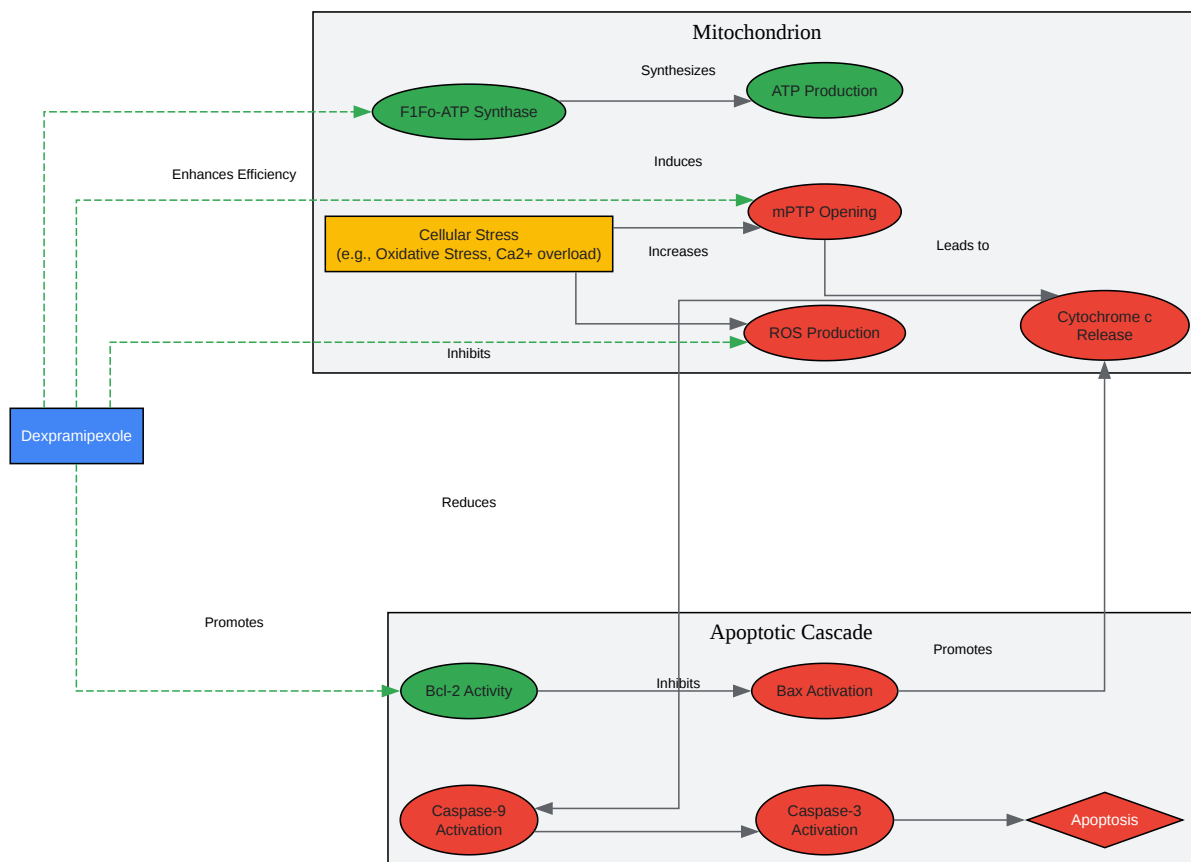 Mitochondrion
Synthesizes
F1Fo-ATP Synthase
ATP Production
Enhances Efficiency
Induces
mPTP Opening
Cellular Stress
(e.g., Oxidative Stress, Ca2+ overload)
Increases
Leads to
Cytochrome c
Release
ROS Production
Inhibits
Dexpramipexole
Reduces
Promotes
Apoptotic Cascade
Promotes
Bcl-2 Activity
Inhibits
Bax Activation
Caspase-9
Activation
Caspase-3
Activation
Apoptosis